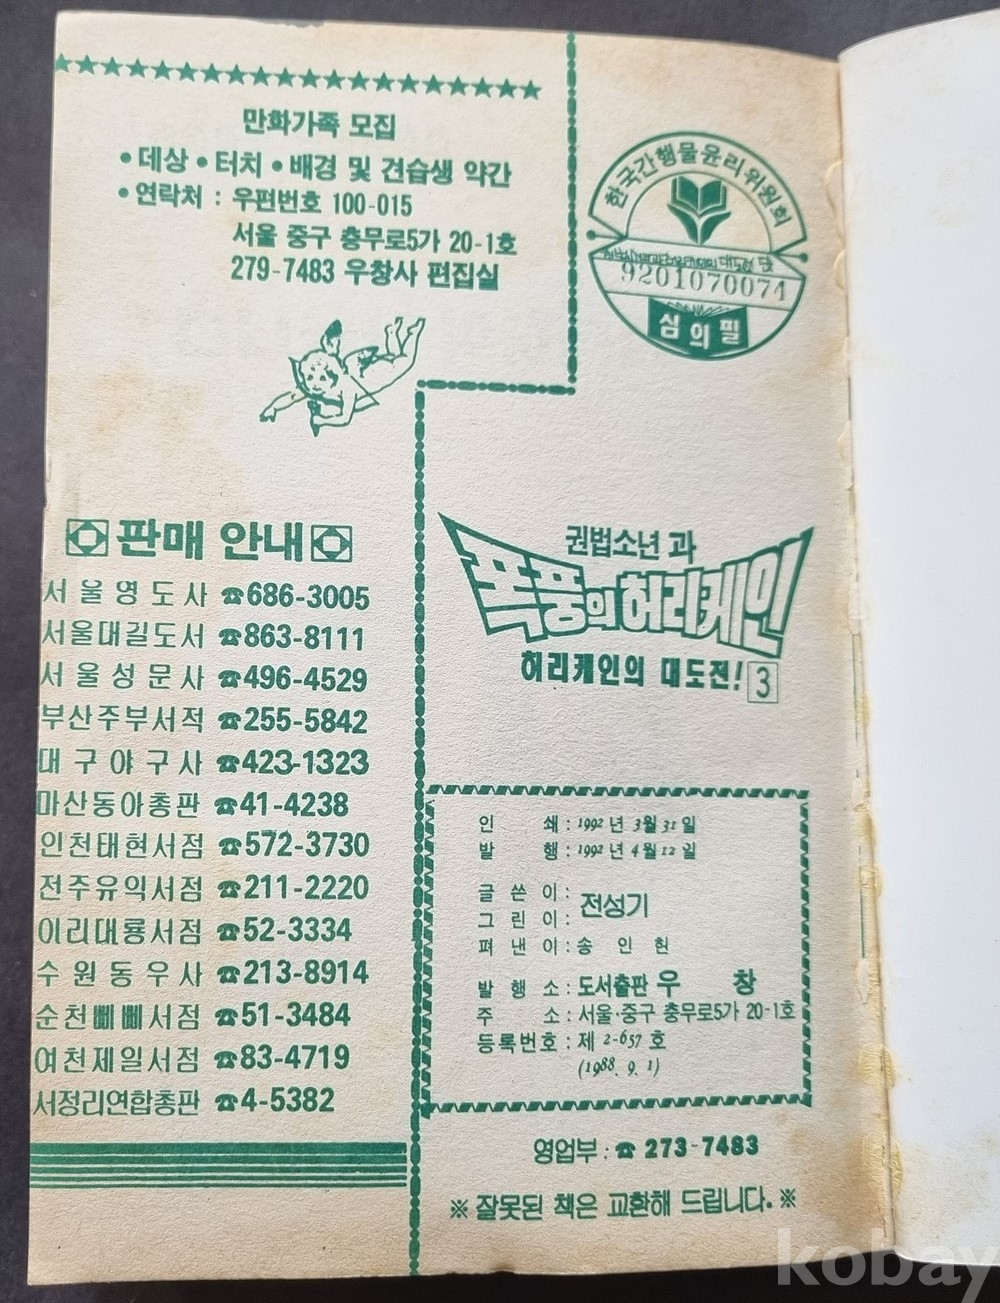 만화가족 모집
• 데상 • 터치 • 배경 및 견습생 약간
• 연락처 : 우편번호 100-015
서울 중구 충무로5가 20-1호
279-7483 우창사 편집실
한국간행물윤리위원회
9201070074
심의필
판매 안내
서울영도사 ☎686-3005
서울대길도서 ☎863-8111
서울성문사 ☎496-4529
부산주부서적 ☎255-5842
대구야구사 ☎423-1323
마산동아총판 ☎41-4238
인천태현서점 ☎572-3730
전주유익서점 ☎211-2220
이리대룡서점 ☎52-3334
수원동우사 ☎213-8914
순천삐삐서점 ☎51-3484
여천제일서점 ☎83-4719
서정리연합총판 ☎4-5382
권법소년 과
폭풍의 허리케인
허리케인의 대도전! 3
인 쇄 : 1992 년 3월 31 일
발 행 : 1992 년 4월 12 일
글 쓴 이 :
그 린 이 : 전성기
펴 낸 이 : 송 인 헌
발 행 소 : 도서출판 우 창
주 소 : 서울·중구 충무로5가 20-1호
등록번호 : 제 2-657 호
(1988. 9. 1)
영업부 : ☎ 273-7483
※ 잘못된 책은 교환해 드립니다. ※
kobay